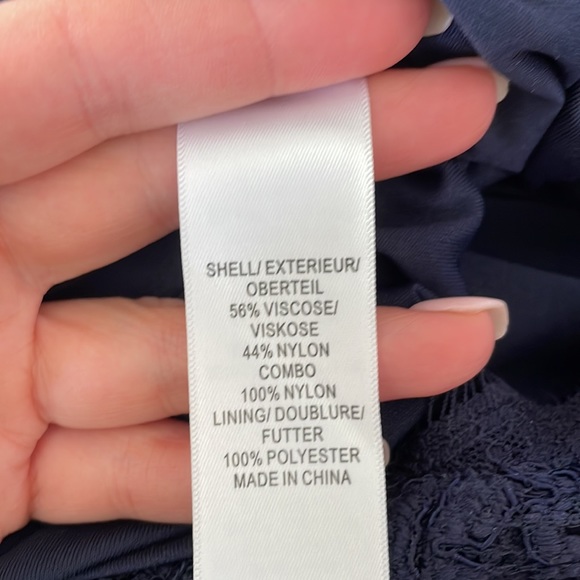 SHELL/ EXTERIEUR/
OBERTEIL
56% VISCOSE/
VISKOSE
44% NYLON
COMBO
100% NYLON
LINING/ DOUBLURE/
FUTTER
100% POLYESTER
MADE IN CHINA